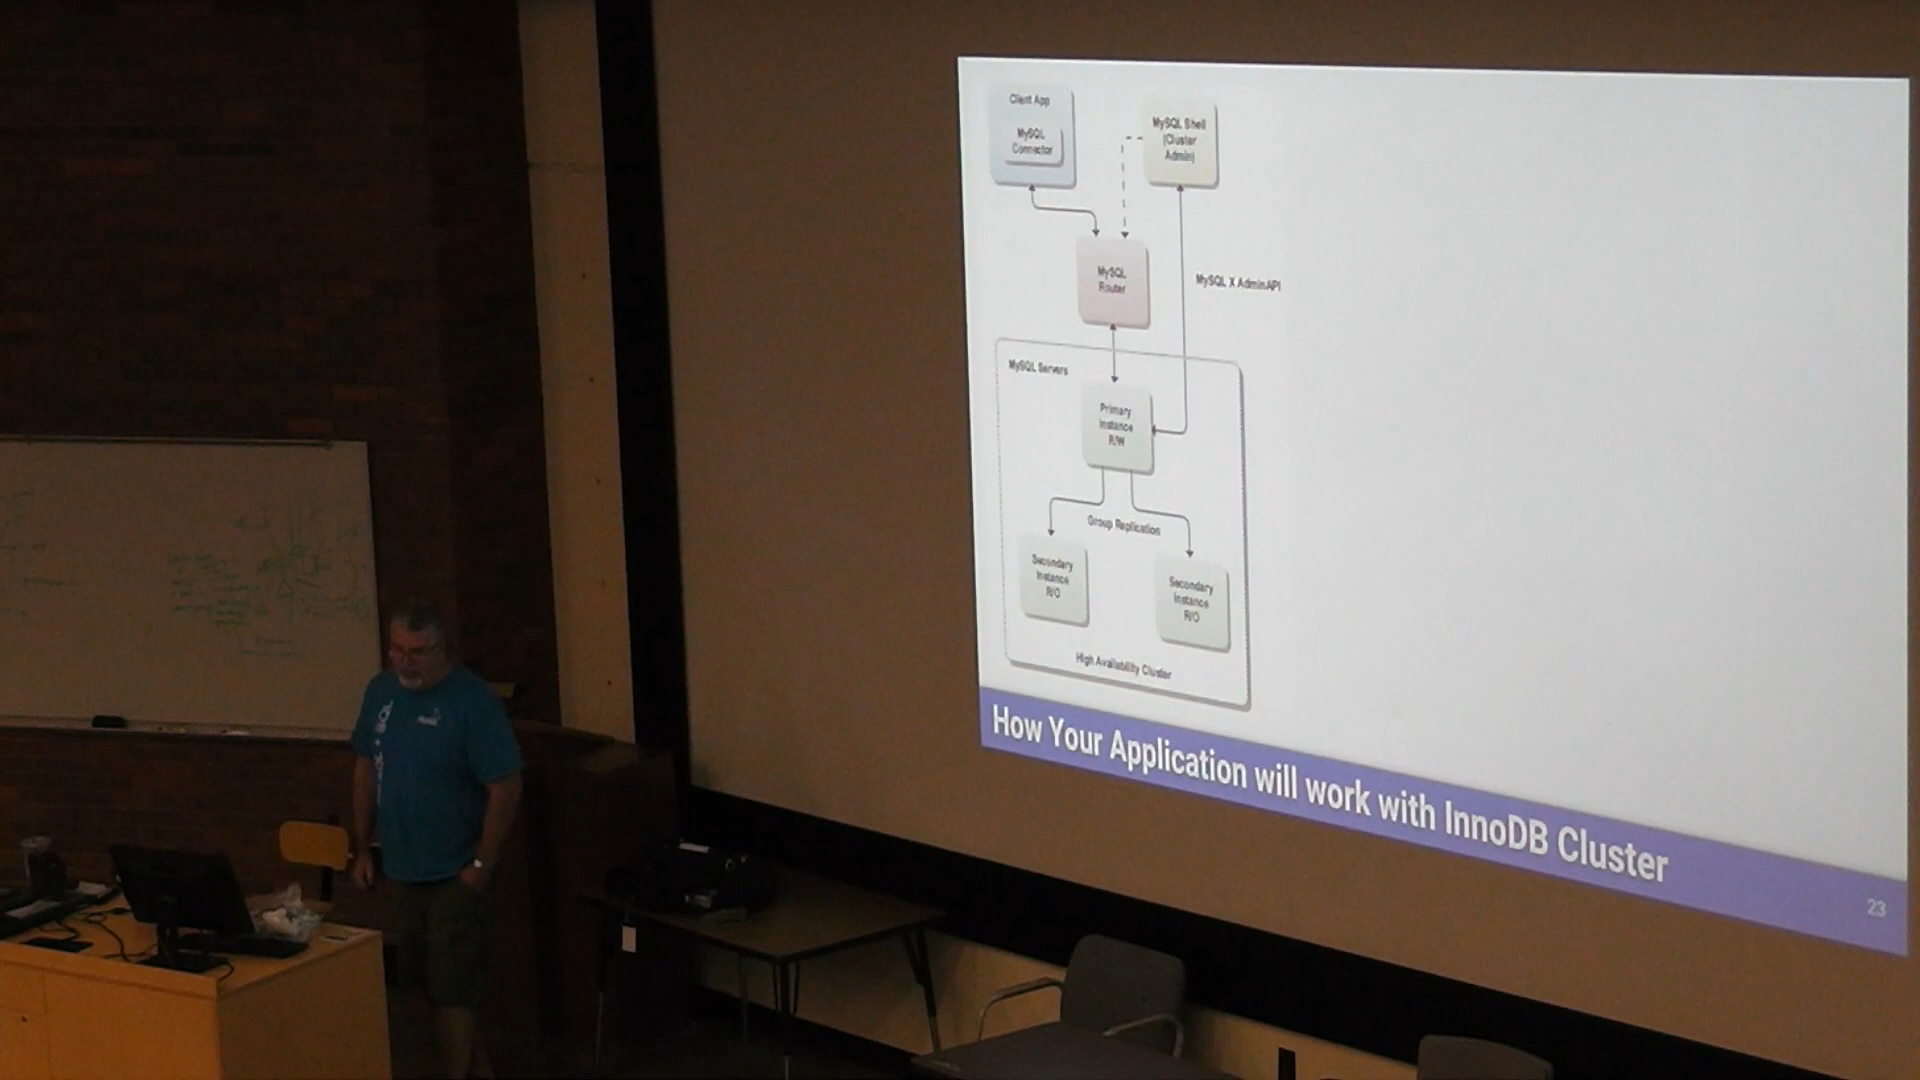 Client App
MySQL
Connector
MySQL Shell
(Cluster
Admin)
MySQL
Router
MySQL X AdminAPI
MySQL Servers
Primary
Instance
R/W
Group Replication
Secondary
Instance
R/O
Secondary
Instance
R/O
High Availability Cluster
How Your Application will work with InnoDB Cluster
23